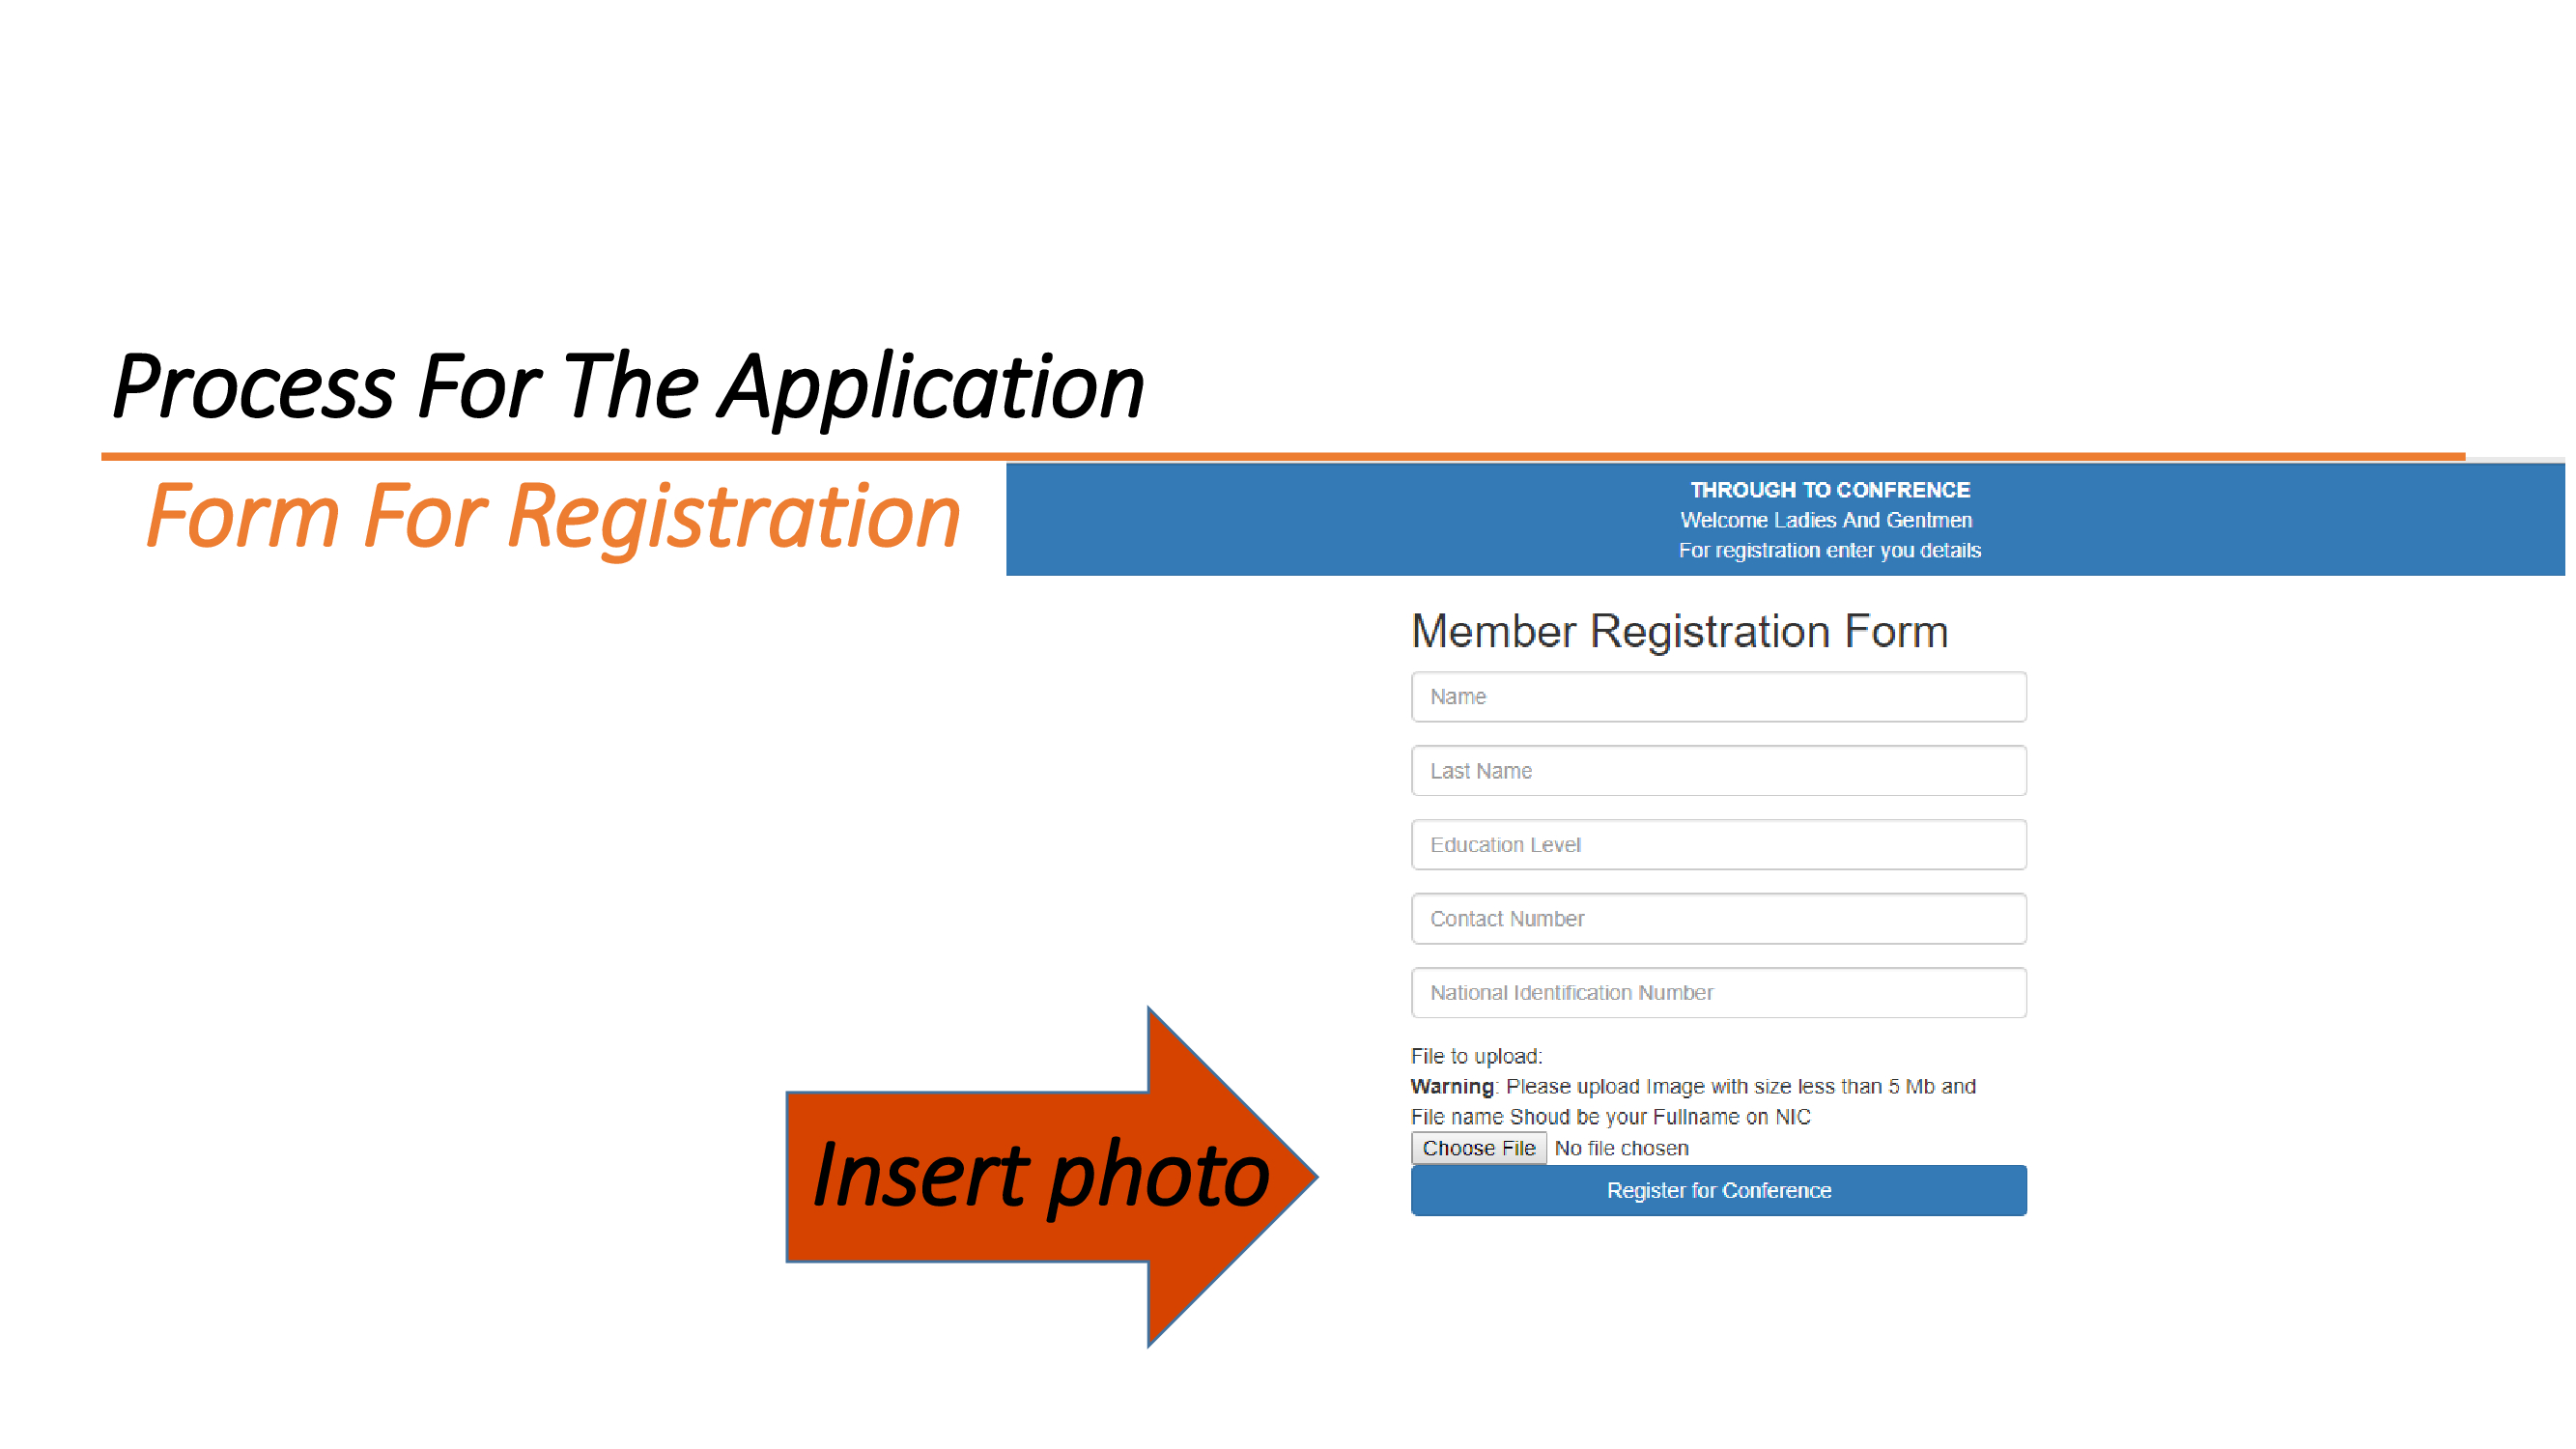 Process For The Application
Form For Registration
THROUGH TO CONFRENCE
Welcome Ladies And Gentmen
For registration enter you details
Member Registration Form
Name
Last Name
Education Level
Contact Number
National Identification Number
File to upload:
Warning: Please upload Image with size less than 5 Mb and
File name Shoud be your Fullname on NIC
Choose File No file chosen
Register for Conference
Insert photo